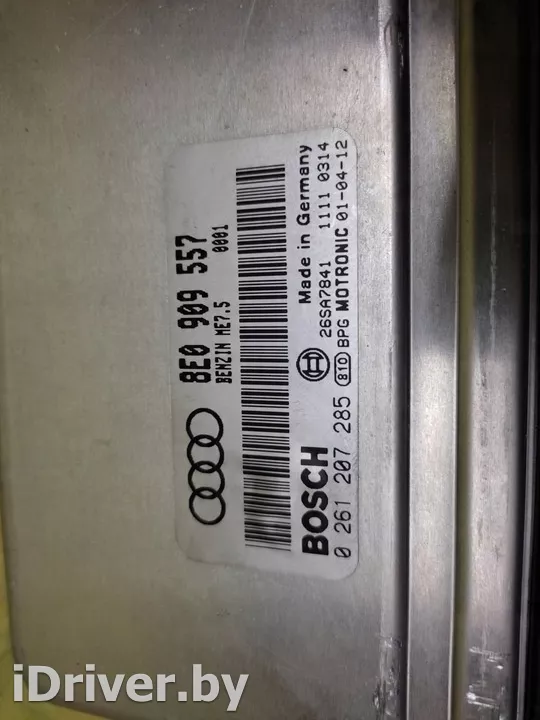 8E0 909 557
BENZIN ME7.5 0001
BOSCH Made in Germany
26SA7841 1111 0314
0 261 207 285 810 BPG MOTRONIC 01-04-12
iDriver.by